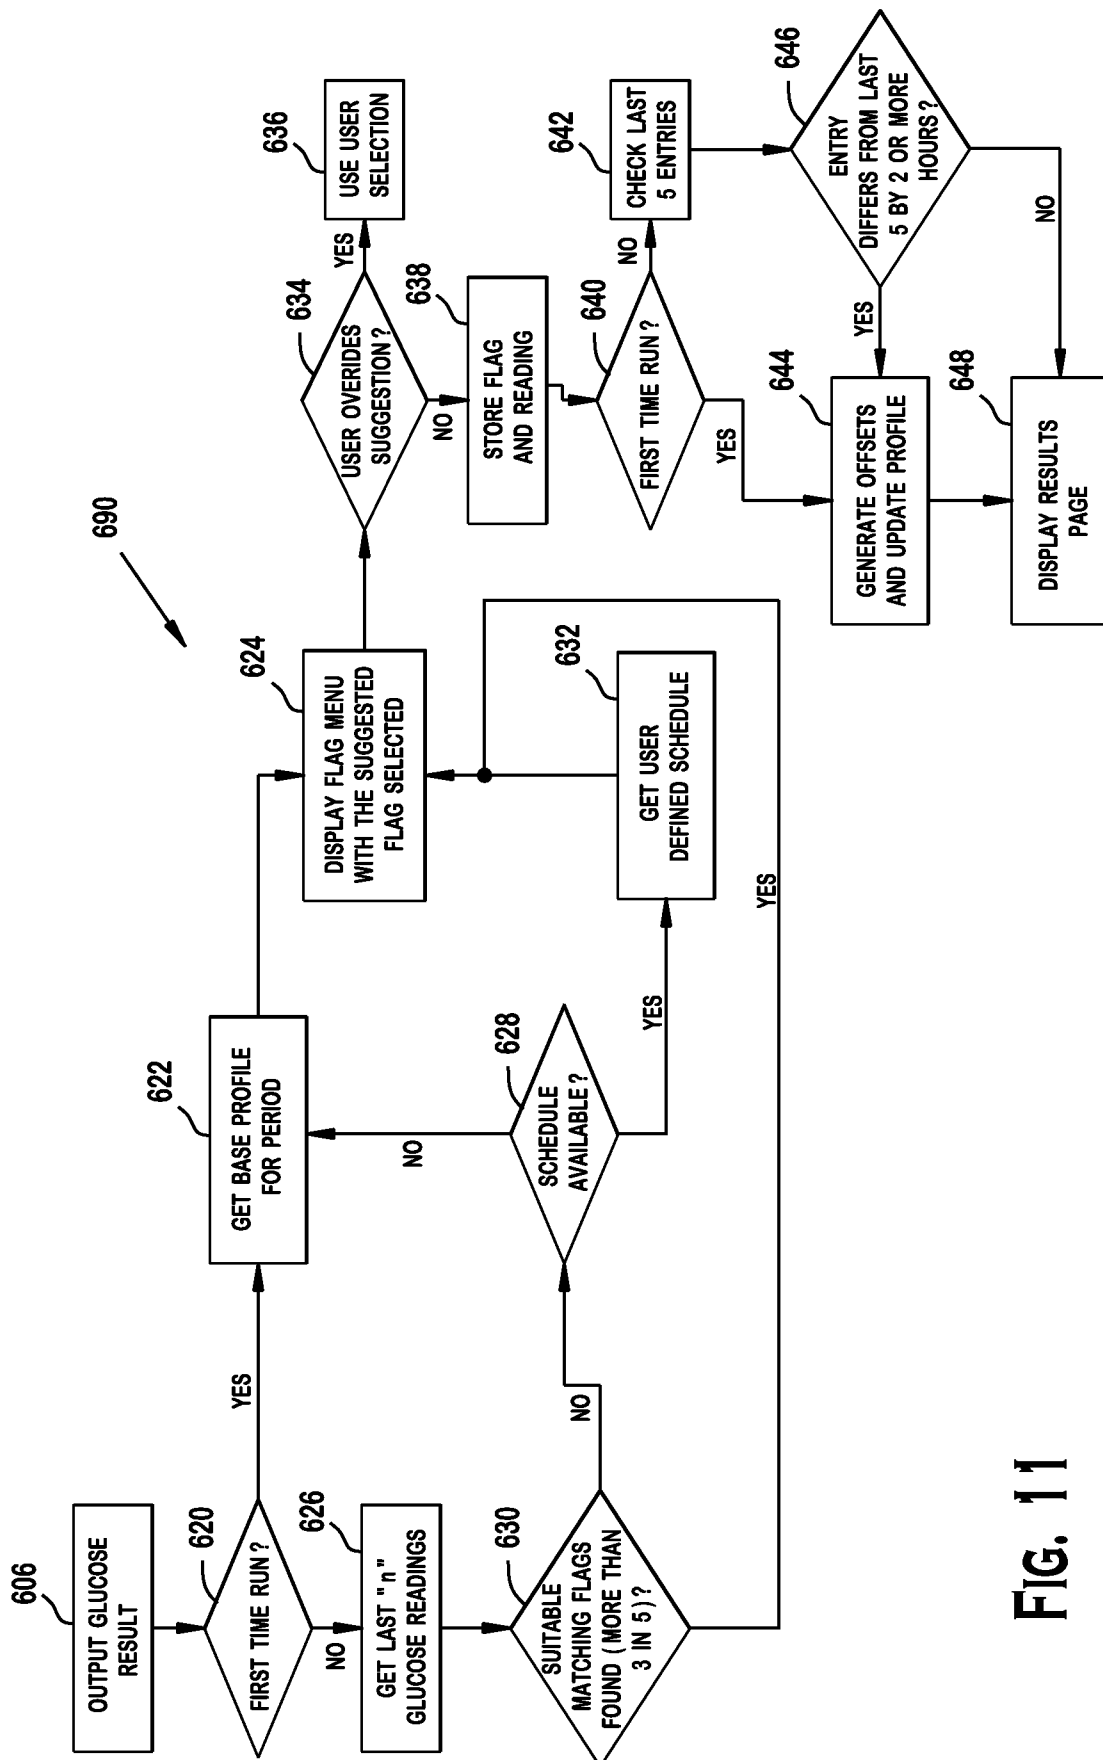 690
606
OUTPUT GLUCOSE
RESULT
620
FIRST TIME RUN?
YES
NO
622
GET BASE PROFILE
FOR PERIOD
626
GET LAST "n"
GLUCOSE READINGS
630
SUITABLE
MATCHING FLAGS
FOUND (MORE THAN
3 IN 5)?
NO
YES
628
SCHEDULE
AVAILABLE?
NO
YES
632
GET USER
DEFINED SCHEDULE
624
DISPLAY FLAG MENU
WITH THE SUGGESTED
FLAG SELECTED
634
USER OVERIDES
SUGGESTION?
YES
NO
636
USE USER
SELECTION
638
STORE FLAG
AND READING
640
FIRST TIME RUN?
NO
YES
642
CHECK LAST
5 ENTRIES
646
ENTRY
DIFFERS FROM LAST
5 BY 2 OR MORE
HOURS?
YES
NO
644
GENERATE OFFSETS
AND UPDATE PROFILE
648
DISPLAY RESULTS
PAGE
FIG. 11